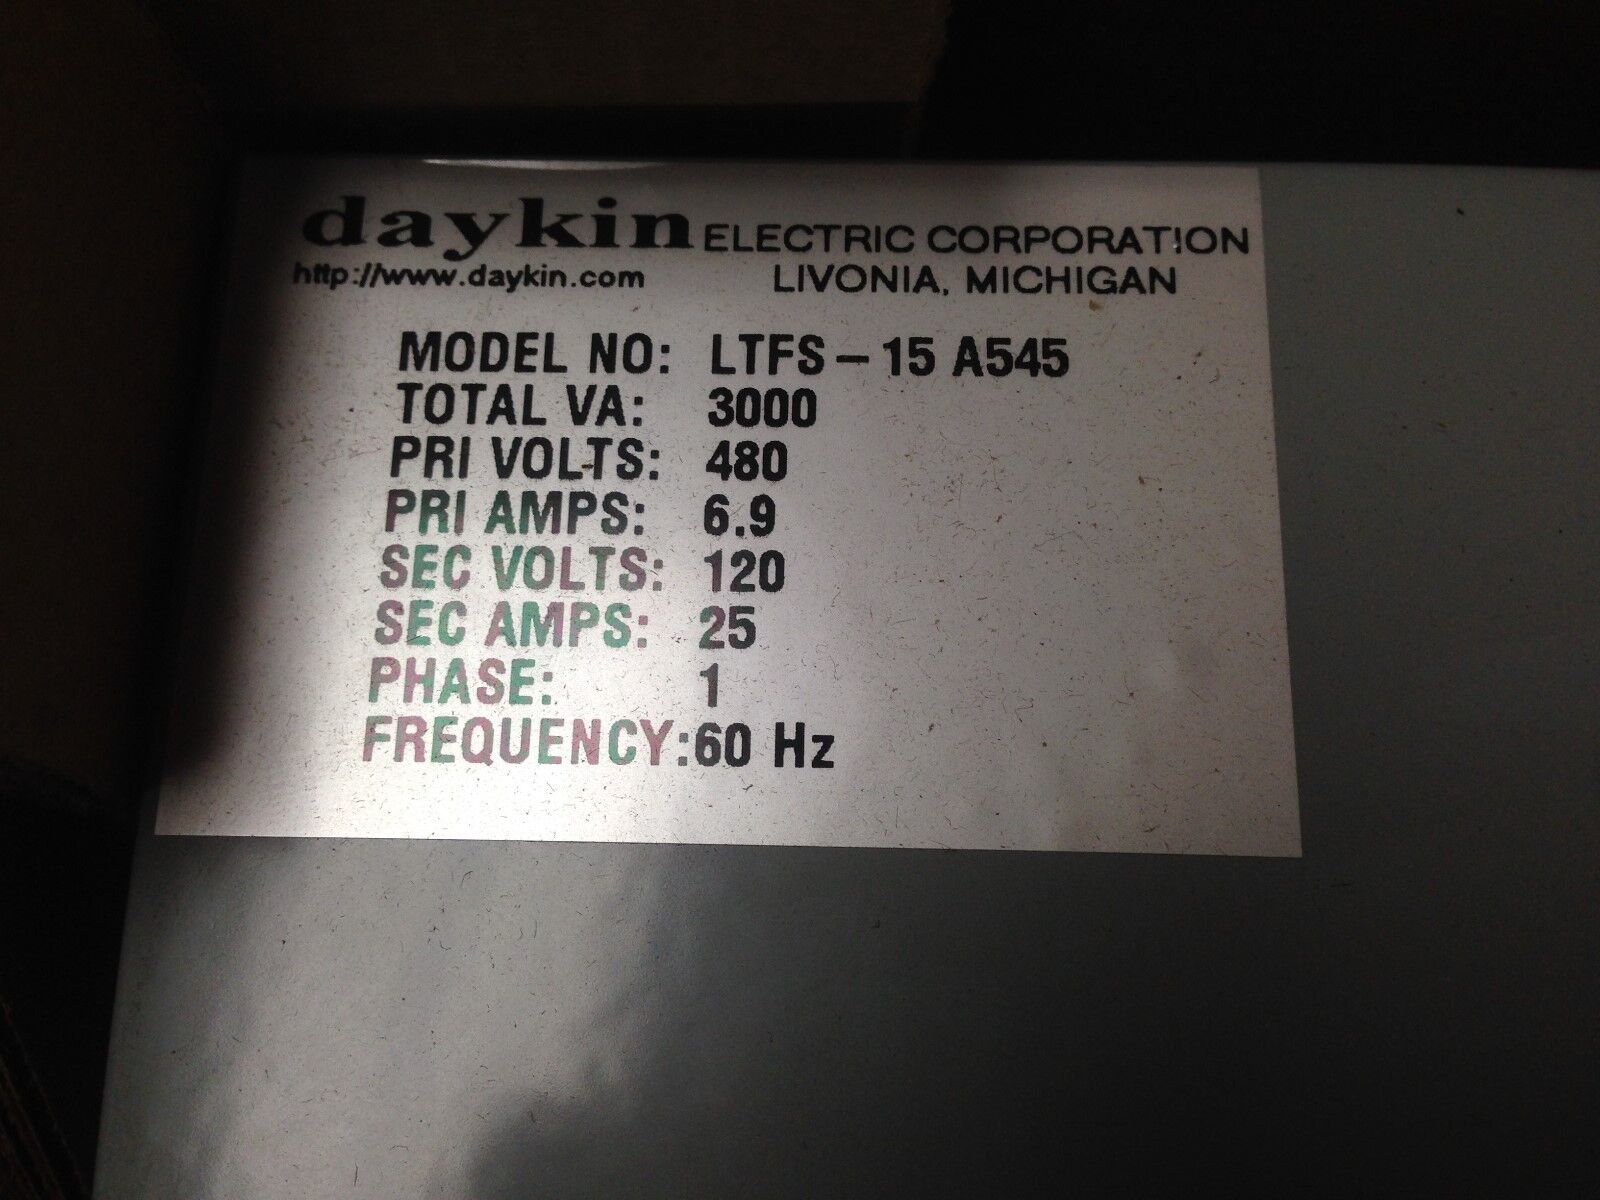 daykin ELECTRIC CORPORATION
http://www.daykin.com LIVONIA, MICHIGAN
MODEL NO: LTFS - 15 A545
TOTAL VA: 3000
PRI VOLTS: 480
PRI AMPS: 6.9
SEC VOLTS: 120
SEC AMPS: 25
PHASE: 1
FREQUENCY: 60 Hz